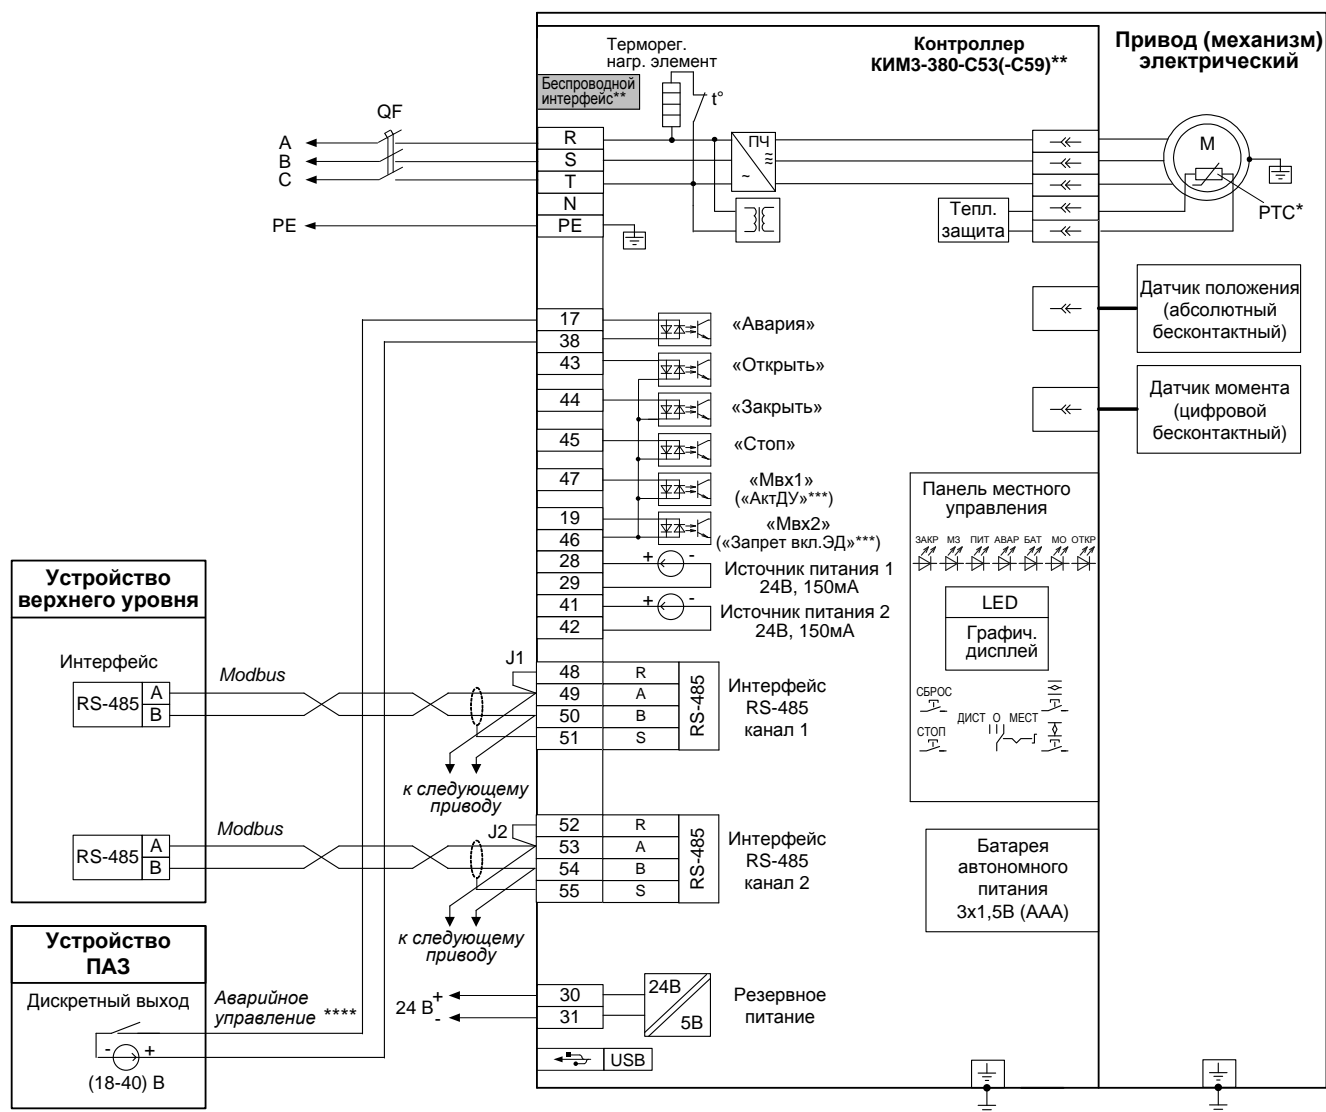 Терморег.
нагр. элемент
Контроллер
КИМ3-380-С53(-С59)**
Привод (механизм)
электрический
Беспроводной
интерфейс**
t°
QF
A
B
C
PE
R
S
T
N
PE
ПЧ
≈
~
Тепл.
защита
M
PTC*
17
38
43
44
45
47
19
46
28
29
41
42
«Авария»
«Открыть»
«Закрыть»
«Стоп»
«Мвх1»
(«АктДУ»***)
«Мвх2»
(«Запрет вкл.ЭД»***)
+ -
Источник питания 1
24В, 150мА
+ -
Источник питания 2
24В, 150мА
Датчик положения
(абсолютный
бесконтактный)
Датчик момента
(цифровой
бесконтактный)
Панель местного
управления
ЗАКР МЗ ПИТ АВАР БАТ МО ОТКР
LED
Графич.
дисплей
СБРОС
СТОП
ДИСТ О МЕСТ
Батарея
автономного
питания
3х1,5В (ААА)
Устройство
верхнего уровня
Интерфейс
RS-485
A
B
Modbus
J1
48 R
49 A
50 B
51 S
RS-485
Интерфейс
RS-485
канал 1
к следующему
приводу
RS-485
A
B
Modbus
J2
52 R
53 A
54 B
55 S
RS-485
Интерфейс
RS-485
канал 2
к следующему
приводу
Устройство
ПАЗ
Дискретный выход
- +
(18-40) В
Аварийное
управление ****
24 В
+
-
30
31
24В
5В
Резервное
питание
USB